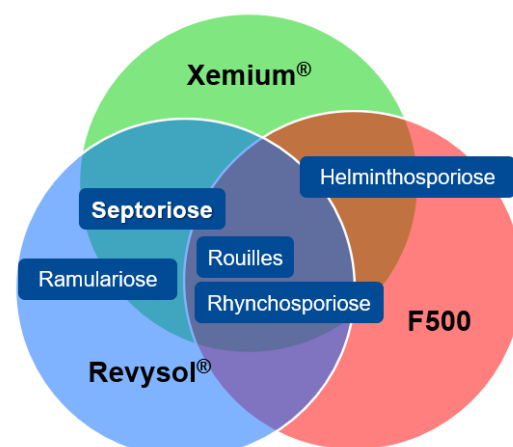 Xemium®
Helminthosporiose
Septoriose
Rouilles
Ramulariose
Rhynchosporiose
F500
Revysol®